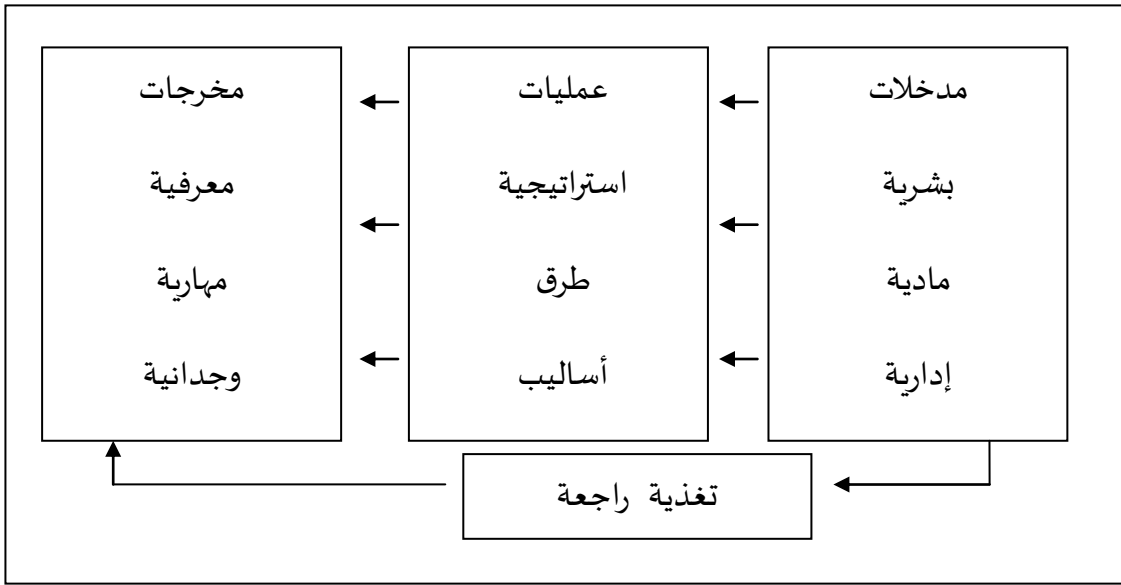 مدخلات
بشرية
مادية
إدارية
عمليات
استراتيجية
طرق
أساليب
مخرجات
معرفية
مهارية
وجدانية
تغذية راجعة